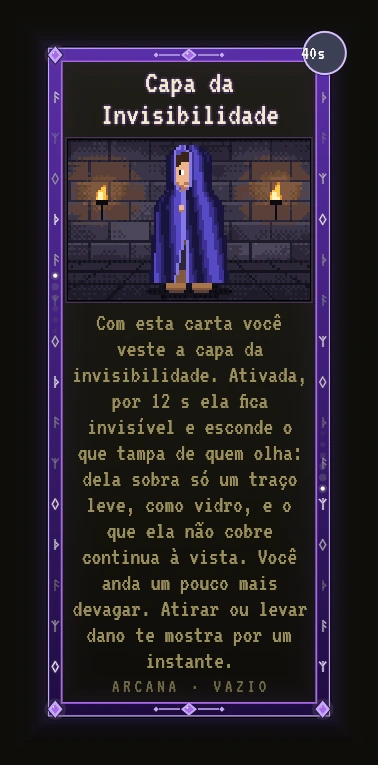 40s
Capa da
Invisibilidade
Com esta carta você
veste a capa da
invisibilidade. Ativada,
por 12 s ela fica
invisível e esconde o
que tampa de quem olha:
dela sobra só um traço
leve, como vidro, e o
que ela não cobre
continua à vista. Você
anda um pouco mais
devagar. Atirar ou levar
dano te mostra por um
instante.
ARCANA · VAZIO